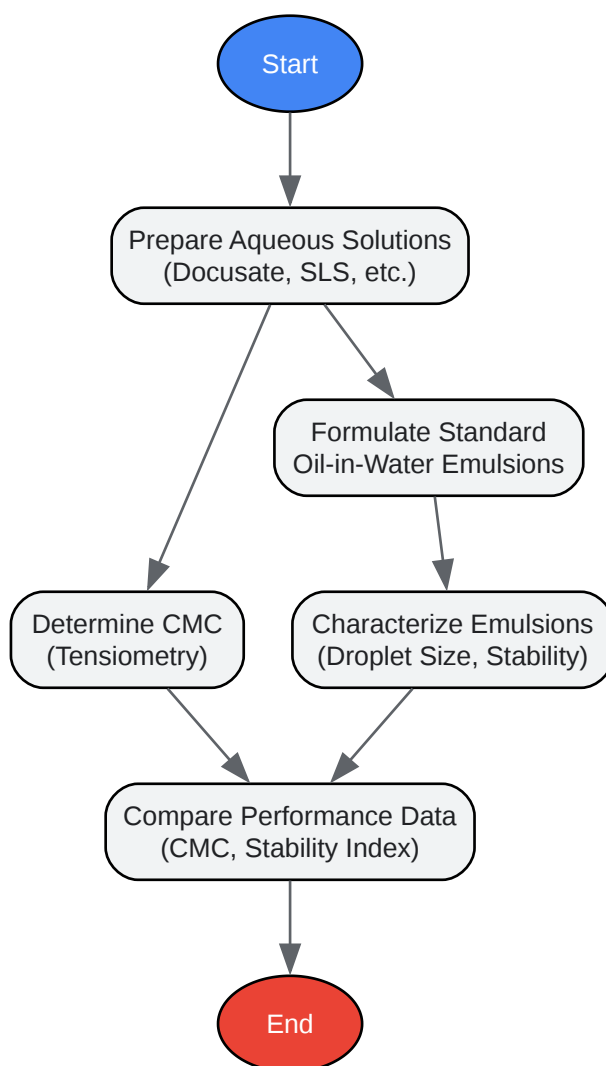 Start
Prepare Aqueous Solutions
(Docusate, SLS, etc.)
Formulate Standard
Oil-in-Water Emulsions
Determine CMC
(Tensiometry)
Characterize Emulsions
(Droplet Size, Stability)
Compare Performance Data
(CMC, Stability Index)
End